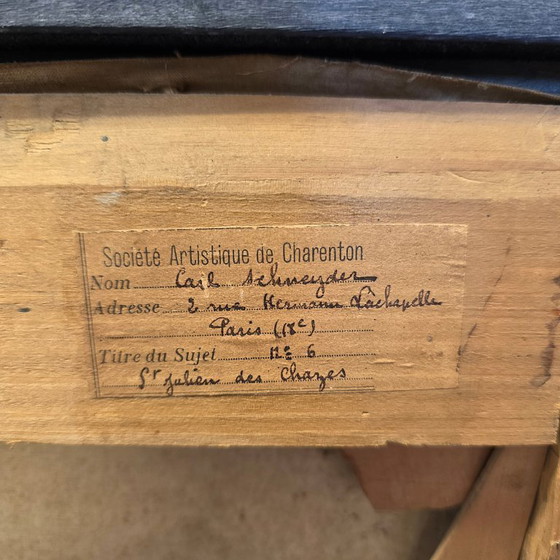 Société Artistique de Charenton
Nom Carl Schneyder
Adresse 2 rue Hermann Lachapelle
Paris (18e)
Titre du Sujet No 6
St Julien des Chazes